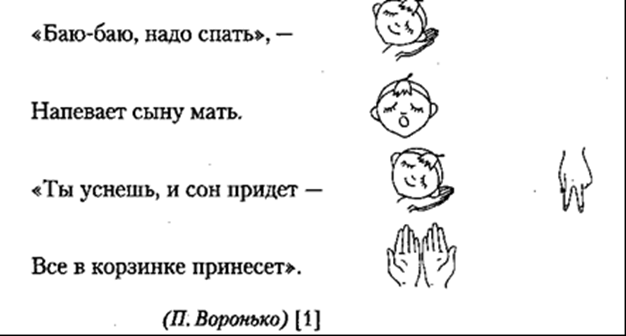 «Баю-баю, надо спать», —
Напевает сыну мать.
«Ты уснешь, и сон придет —
Все в корзинке принесет».
(П. Воронько) [1]